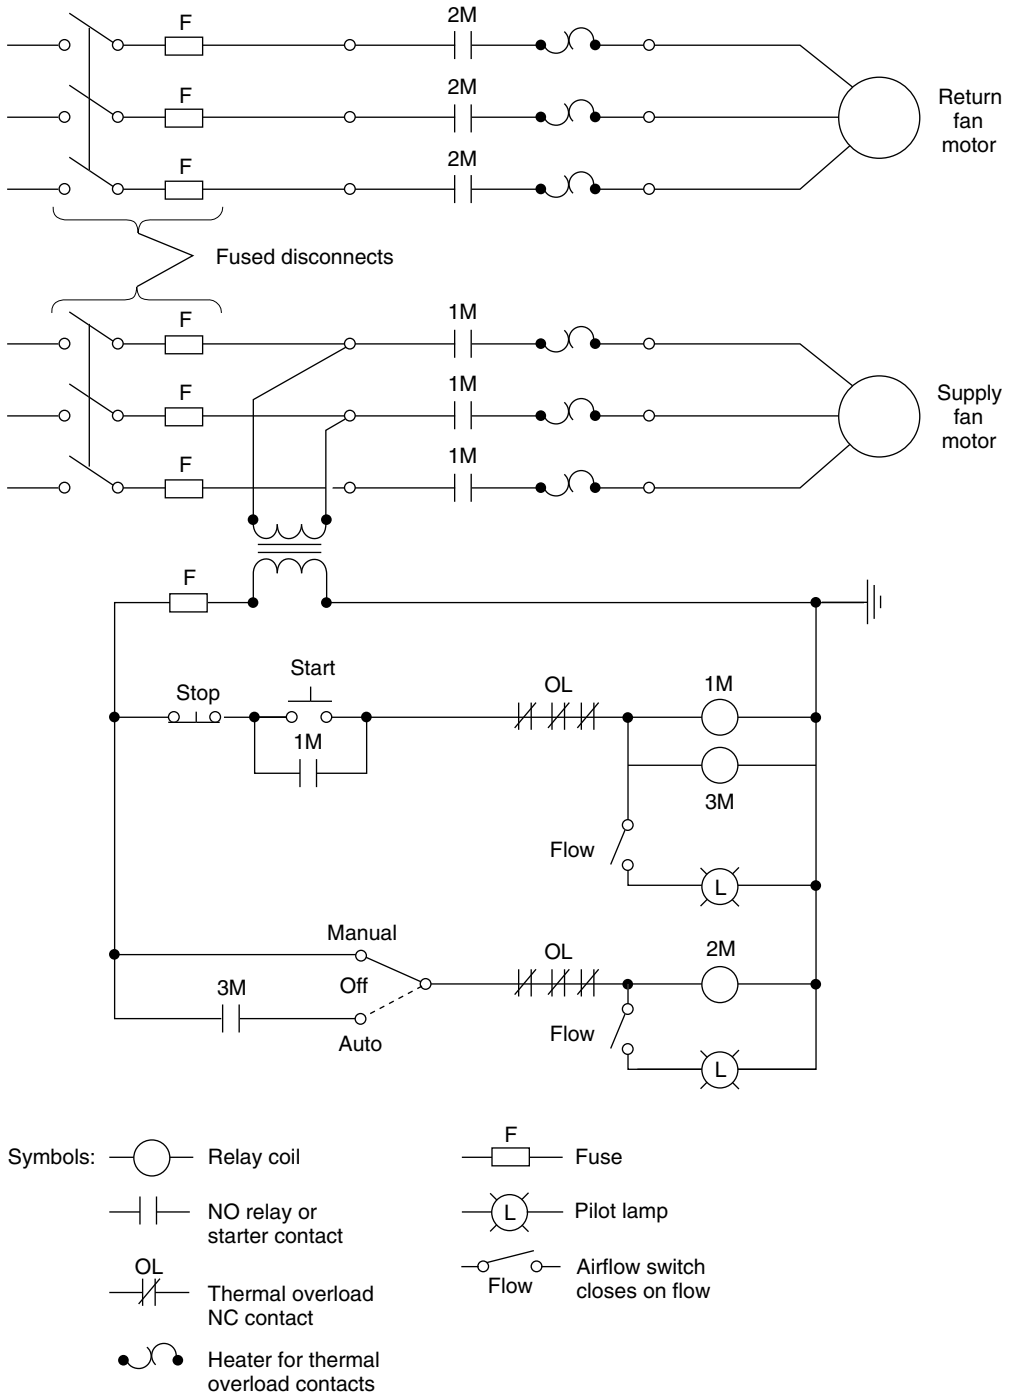 F
2M
F
2M
Return
fan
motor
F
2M
Fused disconnects
F
1M
F
1M
Supply
fan
motor
F
1M
F
Start
Stop
OL
1M
1M
3M
Flow
L
Manual
OL
2M
3M
Off
Flow
Auto
L
Symbols:
Relay coil
F
Fuse
NO relay or
starter contact
L
Pilot lamp
OL
Thermal overload
NC contact
Flow
Airflow switch
closes on flow
Heater for thermal
overload contacts